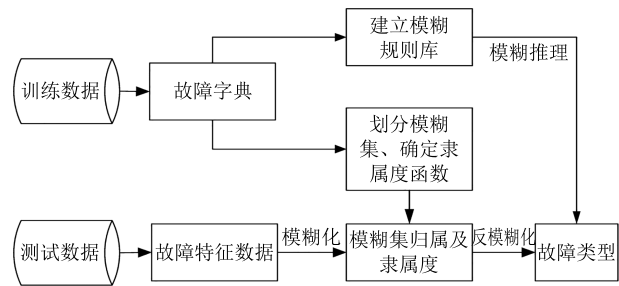 建立模糊
规则库
模糊推理
训练数据
故障字典
划分模糊
集、确定隶
属度函数
测试数据
故障特征数据
模糊化
模糊集归属及
隶属度
反模糊化
故障类型